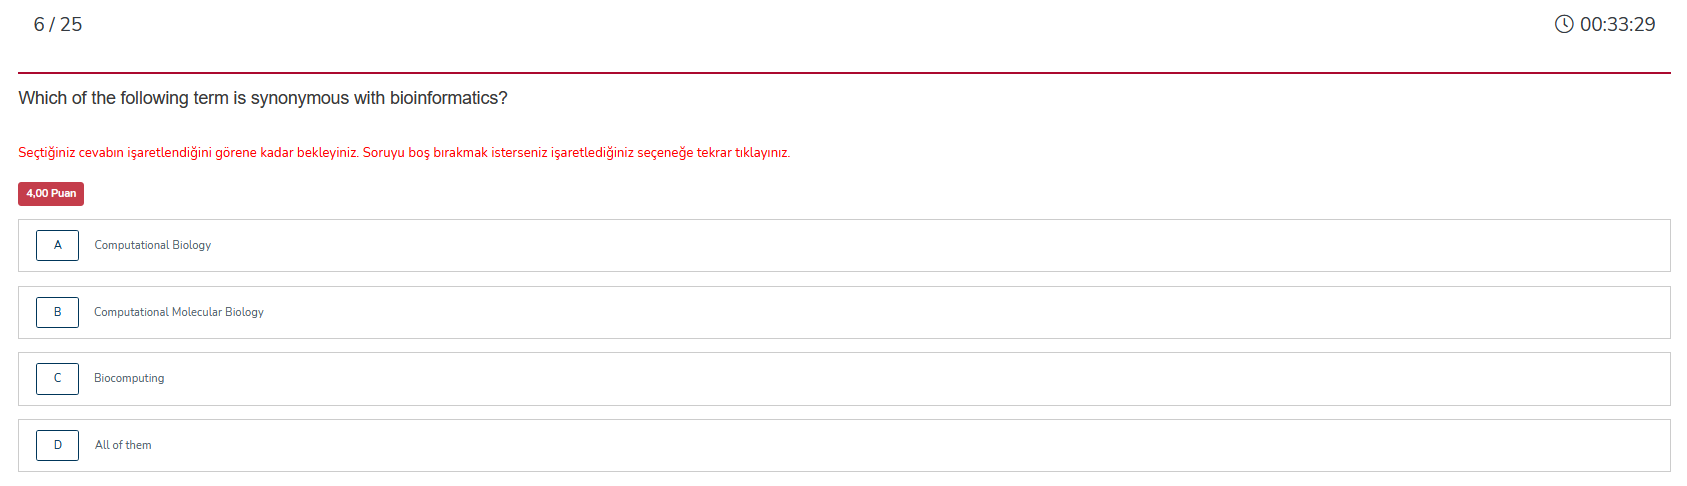 6 / 25
00:33:29
Which of the following term is synonymous with bioinformatics?
Seçtiğiniz cevabın işaretlendiğini görene kadar bekleyiniz. Soruyu boş bırakmak isterseniz işaretlediğiniz seçeneğe tekrar tıklayınız.
4,00 Puan
A Computational Biology
B Computational Molecular Biology
C Biocomputing
D All of them